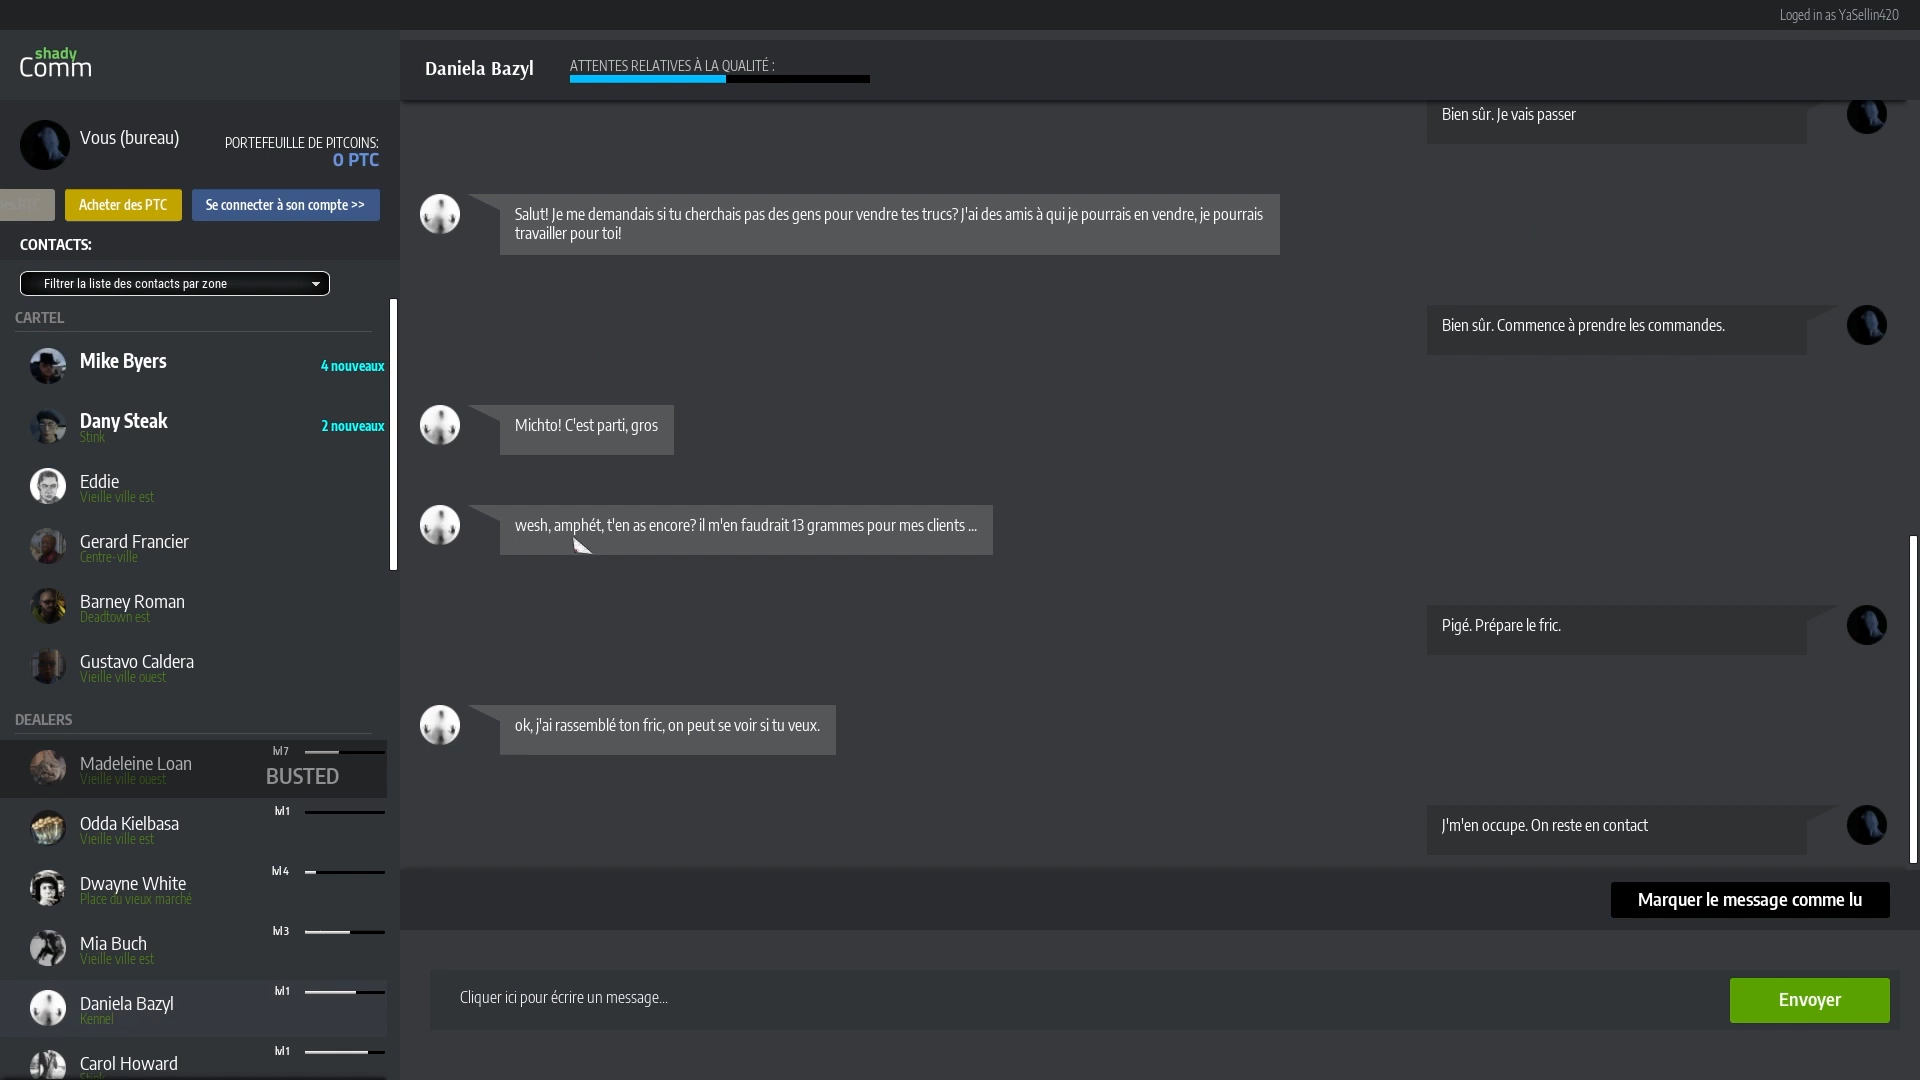 Loged in as YaSellin420
shady
Comm
Daniela Bazyl
ATTENTES RELATIVES À LA QUALITÉ :
Vous (bureau)
PORTEFEUILLE DE PITCOINS:
0 PTC
Acheter des PTC
Se connecter à son compte >>
CONTACTS:
Filtrer la liste des contacts par zone
CARTEL
Mike Byers
4 nouveaux
Dany Steak
2 nouveaux
Stink
Eddie
Vieille ville est
Gerard Francier
Centre-ville
Barney Roman
Deadtown est
Gustavo Caldera
Vieille ville ouest
DEALERS
Madeleine Loan
lvl 7
Vieille ville ouest
BUSTED
Odda Kielbasa
lvl 1
Vieille ville est
Dwayne White
lvl 4
Place du vieux marché
Mia Buch
lvl 3
Vieille ville est
Daniela Bazyl
lvl 1
Kennel
Carol Howard
lvl 1
Bien sûr. Je vais passer
Salut! Je me demandais si tu cherchais pas des gens pour vendre tes trucs? J'ai des amis à qui je pourrais en vendre, je pourrais
travailler pour toi!
Bien sûr. Commence à prendre les commandes.
Michto! C'est parti, gros
wesh, amphét, t'en as encore? il m'en faudrait 13 grammes pour mes clients ...
Pigé. Prépare le fric.
ok, j'ai rassemblé ton fric, on peut se voir si tu veux.
J'm'en occupe. On reste en contact
Marquer le message comme lu
Cliquer ici pour écrire un message...
Envoyer